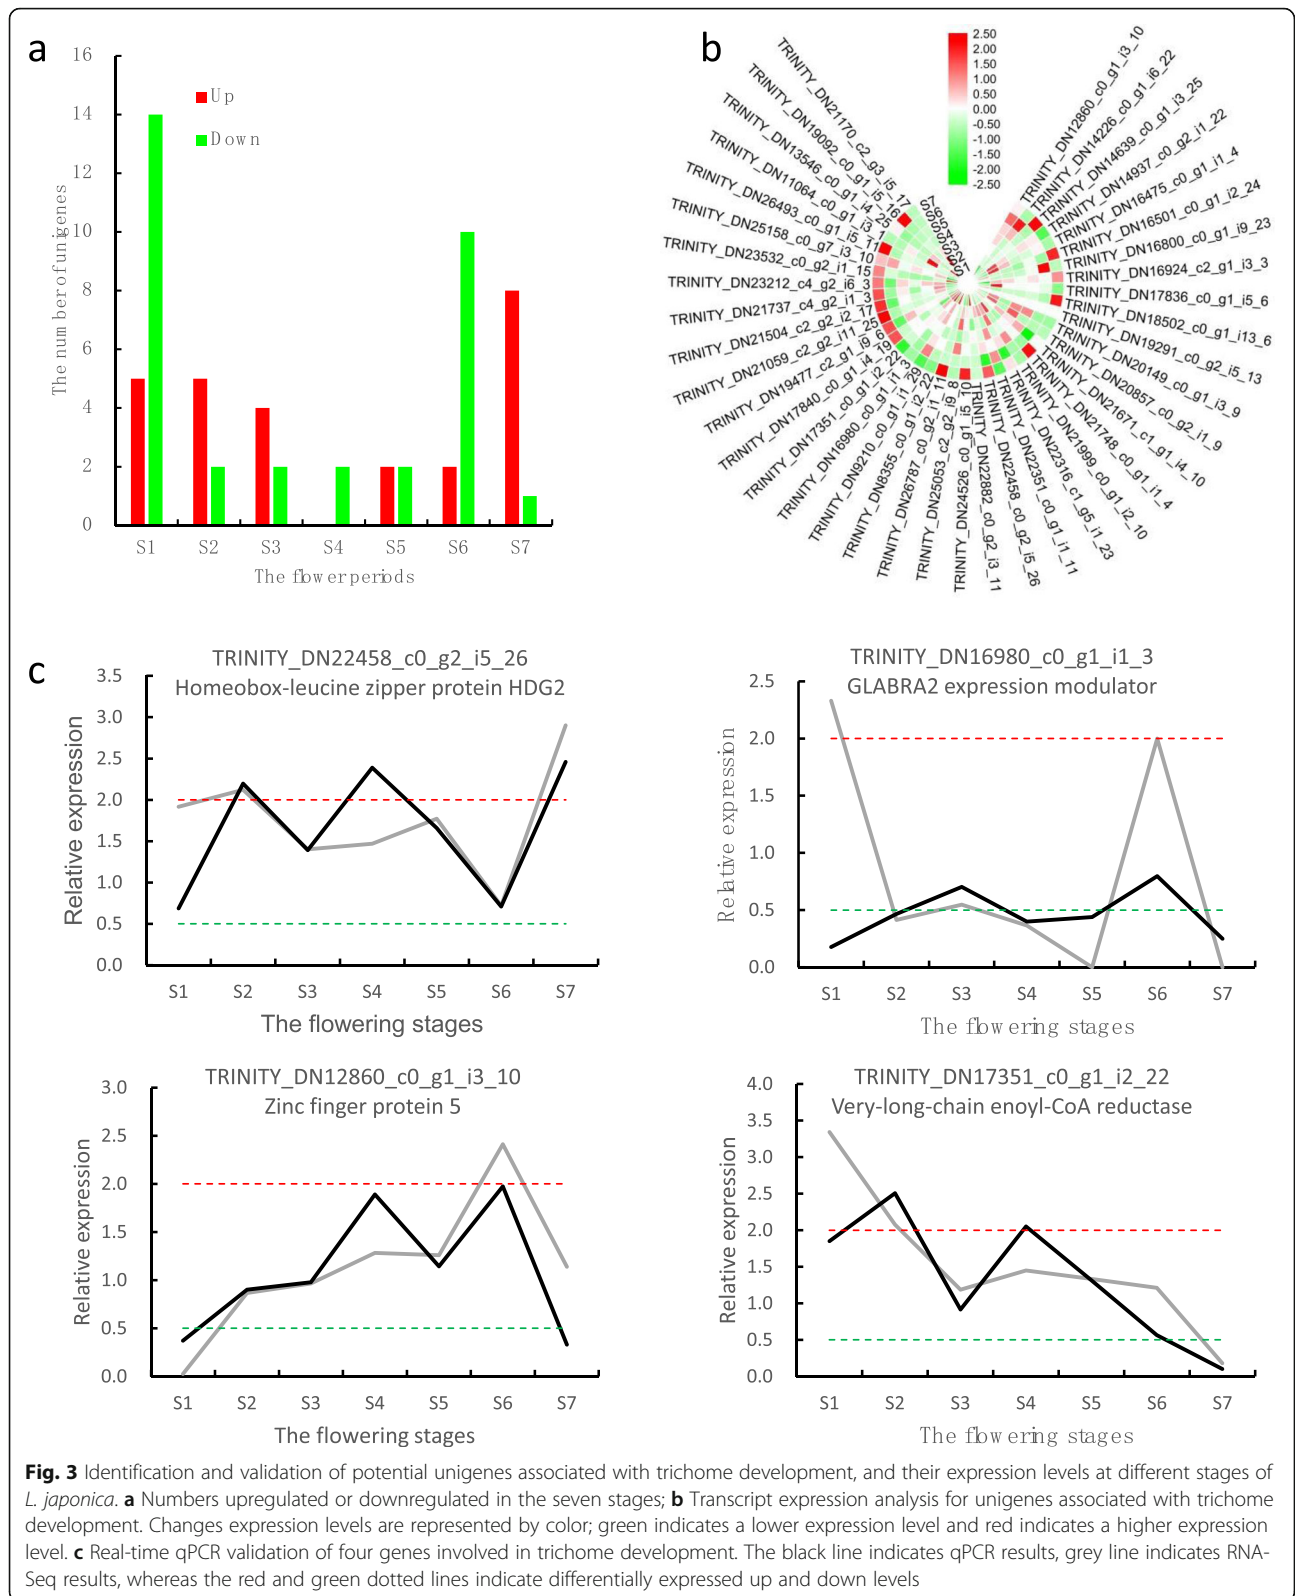 a
The number of unigenes
16
14
12
10
8
6
4
2
0
Up
Down
S1 S2 S3 S4 S5 S6 S7
The flower periods
b
2.50
2.00
1.50
1.00
0.50
0.00
-0.50
-1.00
-1.50
-2.00
-2.50
TRINITY_DN12860_c0_g1_i3_10
TRINITY_DN14226_c0_g1_i6_22
TRINITY_DN14639_c0_g1_i3_25
TRINITY_DN14937_c0_g2_i1_22
TRINITY_DN16475_c0_g1_i1_4
TRINITY_DN16501_c0_g1_i2_24
TRINITY_DN16800_c0_g1_i9_23
TRINITY_DN16924_c2_g1_i3_3
TRINITY_DN17836_c0_g1_i5_6
TRINITY_DN18502_c0_g1_i13_6
TRINITY_DN19291_c0_g2_i5_13
TRINITY_DN20149_c0_g1_i3_9
TRINITY_DN20857_c0_g2_i1_9
TRINITY_DN21671_c1_g1_i4_10
TRINITY_DN21748_c0_g1_i1_4
TRINITY_DN21999_c0_g1_i2_10
TRINITY_DN22316_c1_g5_i1_23
TRINITY_DN22351_c0_g1_i1_11
TRINITY_DN22458_c0_g2_i5_26
TRINITY_DN22882_c0_g2_i3_11
TRINITY_DN24526_c0_g1_i5_10
TRINITY_DN25053_c2_g2_i9_8
TRINITY_DN26787_c0_g2_i1_11
TRINITY_DN8355_c0_g1_i2_22
TRINITY_DN9210_c0_g1_i1_29
TRINITY_DN16980_c0_g1_i1_3
TRINITY_DN17351_c0_g1_i2_22
TRINITY_DN17840_c0_g1_i4_19
TRINITY_DN19477_c2_g1_i9_6
TRINITY_DN21059_c2_g2_i11_25
TRINITY_DN21504_c2_g2_i2_17
TRINITY_DN21737_c4_g2_i1_3
TRINITY_DN23212_c4_g2_i6_3
TRINITY_DN23532_c0_g2_i1_15
TRINITY_DN25158_c0_g7_i3_10
TRINITY_DN26493_c0_g1_i5_11
TRINITY_DN11064_c0_g1_i3_1
TRINITY_DN13546_c0_g1_i4_25
TRINITY_DN19092_c0_g1_i5_16
TRINITY_DN21170_c2_g3_i5_17
S7
S6
S5
S4
S3
S2
S1
c
TRINITY_DN22458_c0_g2_i5_26
Homeobox-leucine zipper protein HDG2
Relative expression
3.5
3.0
2.5
2.0
1.5
1.0
0.5
0.0
S1 S2 S3 S4 S5 S6 S7
The flowering stages
TRINITY_DN16980_c0_g1_i1_3
GLABRA2 expression modulator
Relative expression
2.5
2.0
1.5
1.0
0.5
0.0
S1 S2 S3 S4 S5 S6 S7
The flowering stages
TRINITY_DN12860_c0_g1_i3_10
Zinc finger protein 5
Relative expression
3.0
2.5
2.0
1.5
1.0
0.5
0.0
S1 S2 S3 S4 S5 S6 S7
The flowering stages
TRINITY_DN17351_c0_g1_i2_22
Very-long-chain enoyl-CoA reductase
Relative expression
4.0
3.5
3.0
2.5
2.0
1.5
1.0
0.5
0.0
S1 S2 S3 S4 S5 S6 S7
The flowering stages
Fig. 3 Identification and validation of potential unigenes associated with trichome development, and their expression levels at different stages of
L. japonica. a Numbers upregulated or downregulated in the seven stages; b Transcript expression analysis for unigenes associated with trichome
development. Changes expression levels are represented by color; green indicates a lower expression level and red indicates a higher expression
level. c Real-time qPCR validation of four genes involved in trichome development. The black line indicates qPCR results, grey line indicates RNA-
Seq results, whereas the red and green dotted lines indicate differentially expressed up and down levels